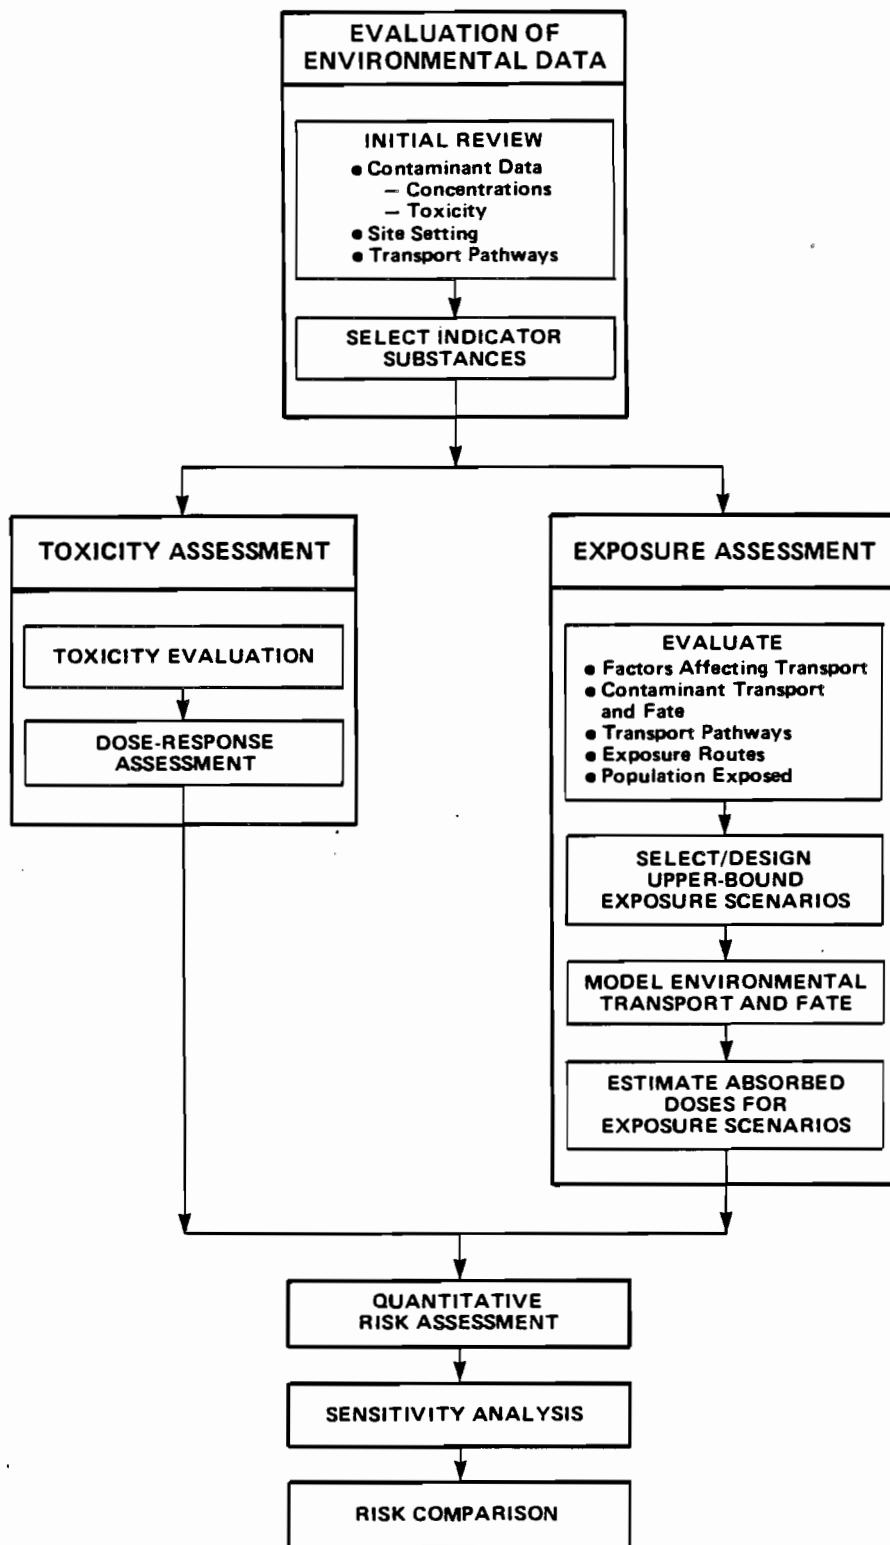 EVALUATION OF
ENVIRONMENTAL DATA
INITIAL REVIEW
● Contaminant Data
— Concentrations
— Toxicity
● Site Setting
● Transport Pathways
SELECT INDICATOR
SUBSTANCES
TOXICITY ASSESSMENT
TOXICITY EVALUATION
DOSE-RESPONSE
ASSESSMENT
EXPOSURE ASSESSMENT
EVALUATE
● Factors Affecting Transport
● Contaminant Transport
and Fate
● Transport Pathways
● Exposure Routes
● Population Exposed
SELECT/DESIGN
UPPER-BOUND
EXPOSURE SCENARIOS
MODEL ENVIRONMENTAL
TRANSPORT AND FATE
ESTIMATE ABSORBED
DOSES FOR
EXPOSURE SCENARIOS
QUANTITATIVE
RISK ASSESSMENT
SENSITIVITY ANALYSIS
RISK COMPARISON